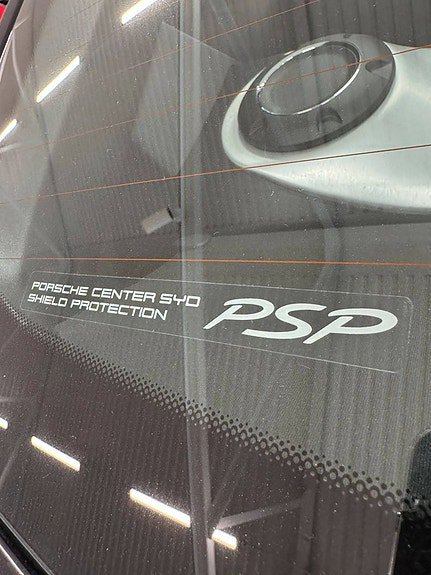 PORSCHE CENTER SYD
SHIELD PROTECTION
PSP